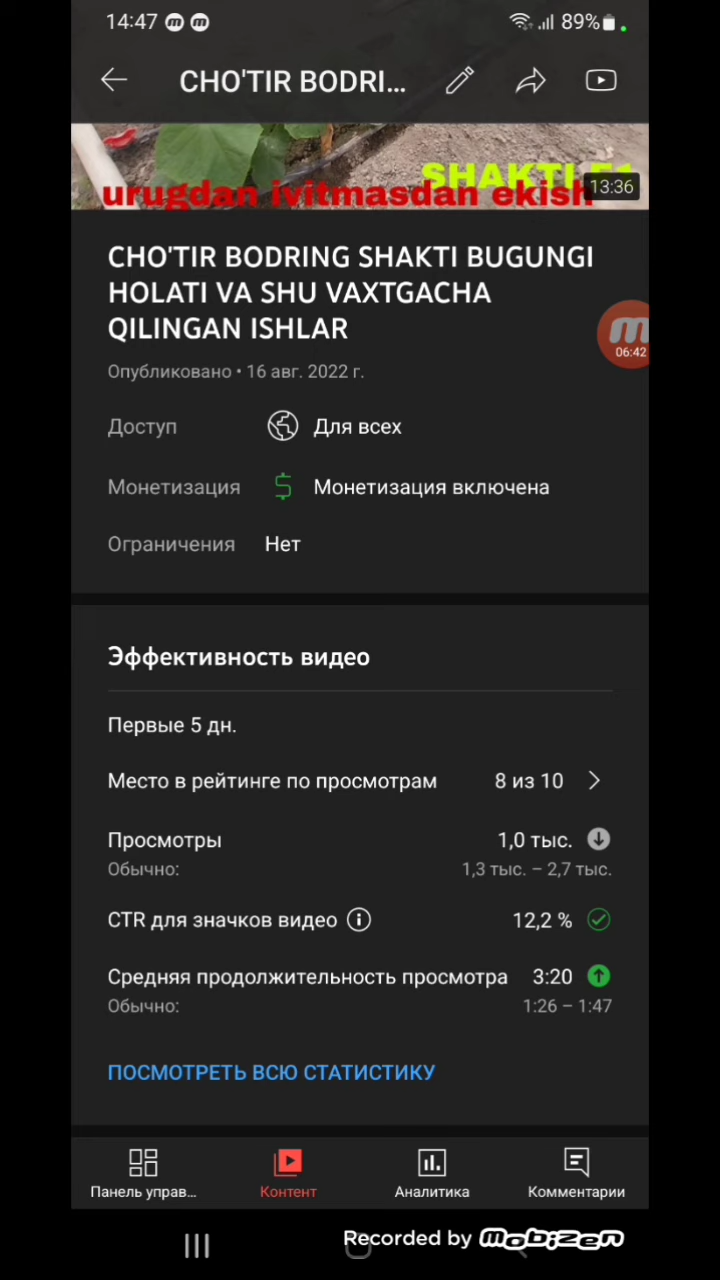 14:47 m m 89%
CHO'TIR BODRI...
SHAKTI F1
urugdan ivitmasdan ekish
13:36
CHO'TIR BODRING SHAKTI BUGUNGI
HOLATI VA SHU VAXTGACHA
QILINGAN ISHLAR
m
06:42
Опубликовано • 16 авг. 2022 г.
Доступ Для всех
Монетизация Монетизация включена
Ограничения Нет
Эффективность видео
Первые 5 дн.
Место в рейтинге по просмотрам 8 из 10
Просмотры 1,0 тыс.
Обычно: 1,3 тыс. – 2,7 тыс.
CTR для значков видео 12,2 %
Средняя продолжительность просмотра 3:20
Обычно: 1:26 – 1:47
ПОСМОТРЕТЬ ВСЮ СТАТИСТИКУ
Панель управ... Контент Аналитика Комментарии
Recorded by mobizen